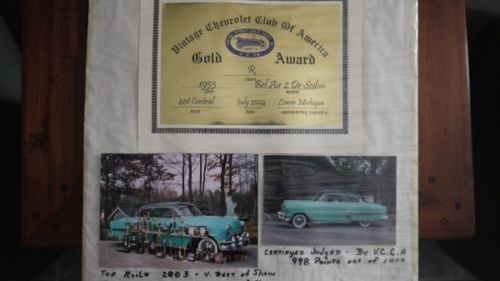 Vintage Chevrolet Club Of America
Gold Award
R
class
1953 Bel Air 2 Dr Sedan
year model
4ed Central July 2004 Lower Michigan
meet date sponsoring region(s)
CERTIFIED Judged - By V.C.C.A
998 Points out of 1000
Top 2003 - 4 Best of Show